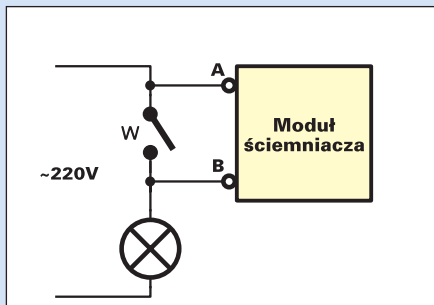 A
W
Moduł
ściemniacza
~220V
B